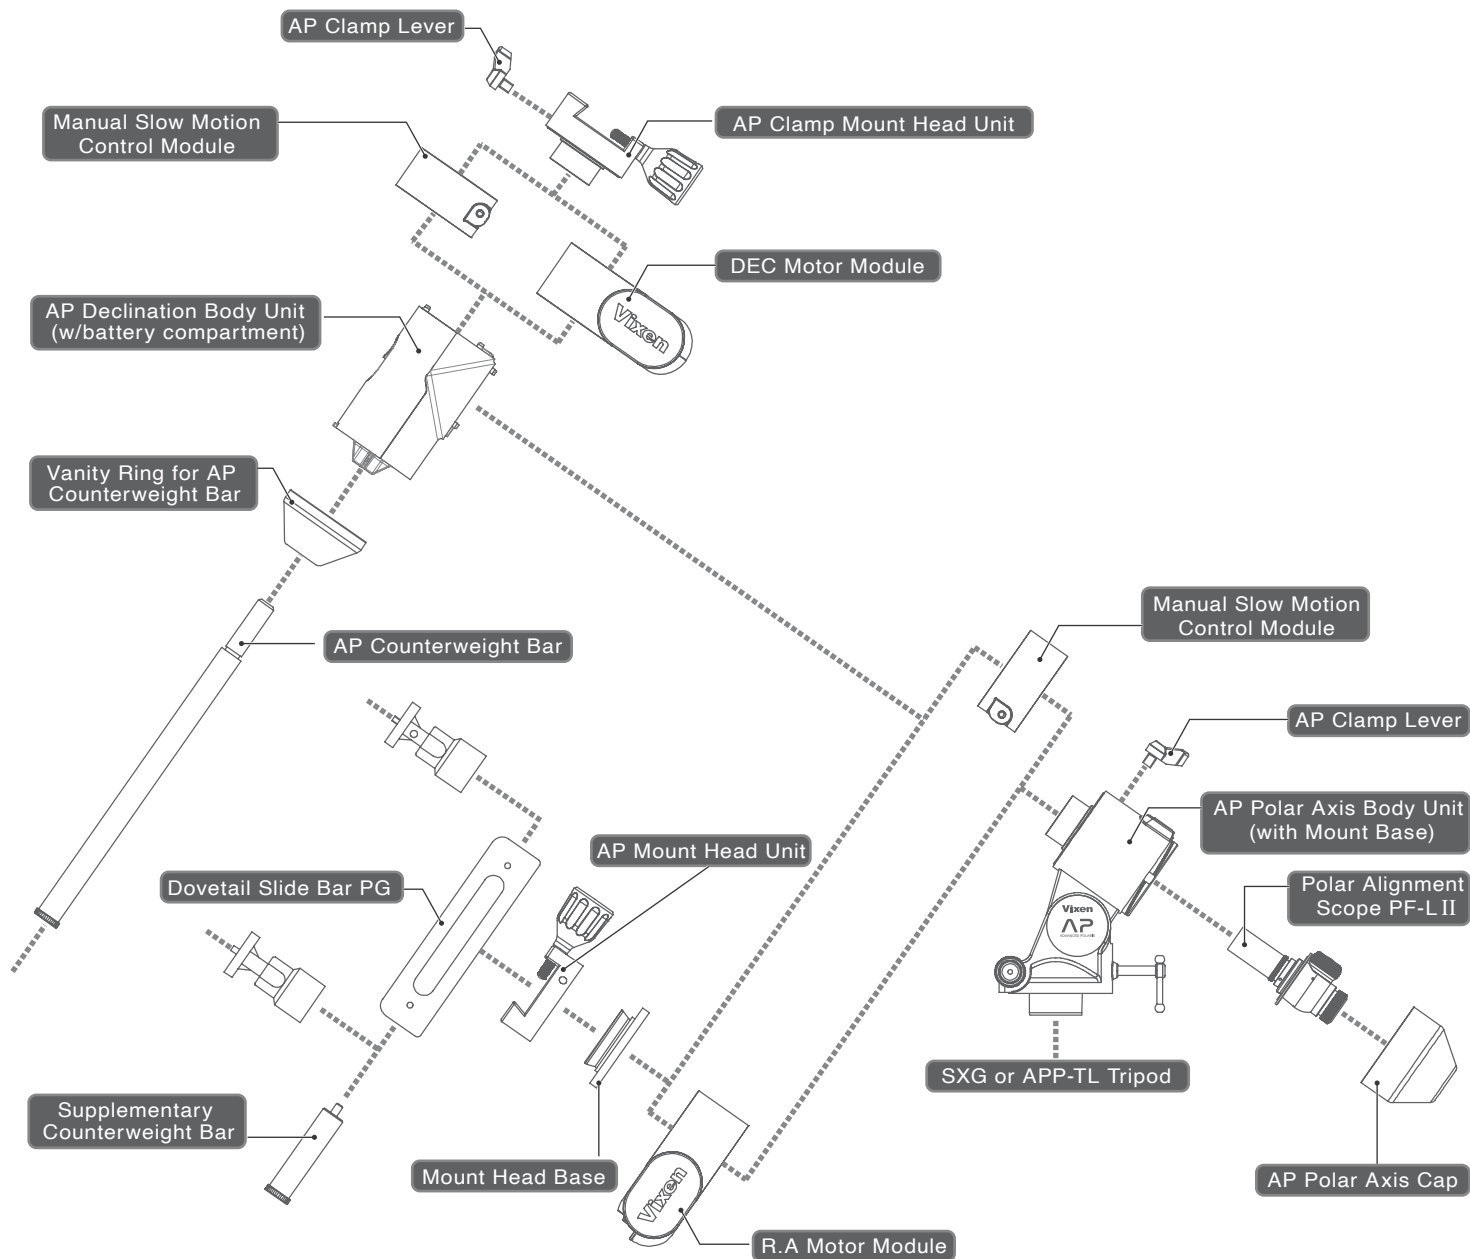 AP Clamp Lever
Manual Slow Motion
Control Module
AP Clamp Mount Head Unit
DEC Motor Module
Vixen
AP Declination Body Unit
(w/battery compartment)
Vanity Ring for AP
Counterweight Bar
AP Counterweight Bar
Manual Slow Motion
Control Module
AP Clamp Lever
AP Polar Axis Body Unit
(with Mount Base)
AP Mount Head Unit
Dovetail Slide Bar PG
Polar Alignment
Scope PF-L II
Vixen
AP
ADVANCED POLARIS
SXG or APP-TL Tripod
Supplementary
Counterweight Bar
Mount Head Base
Vixen
AP Polar Axis Cap
R.A Motor Module